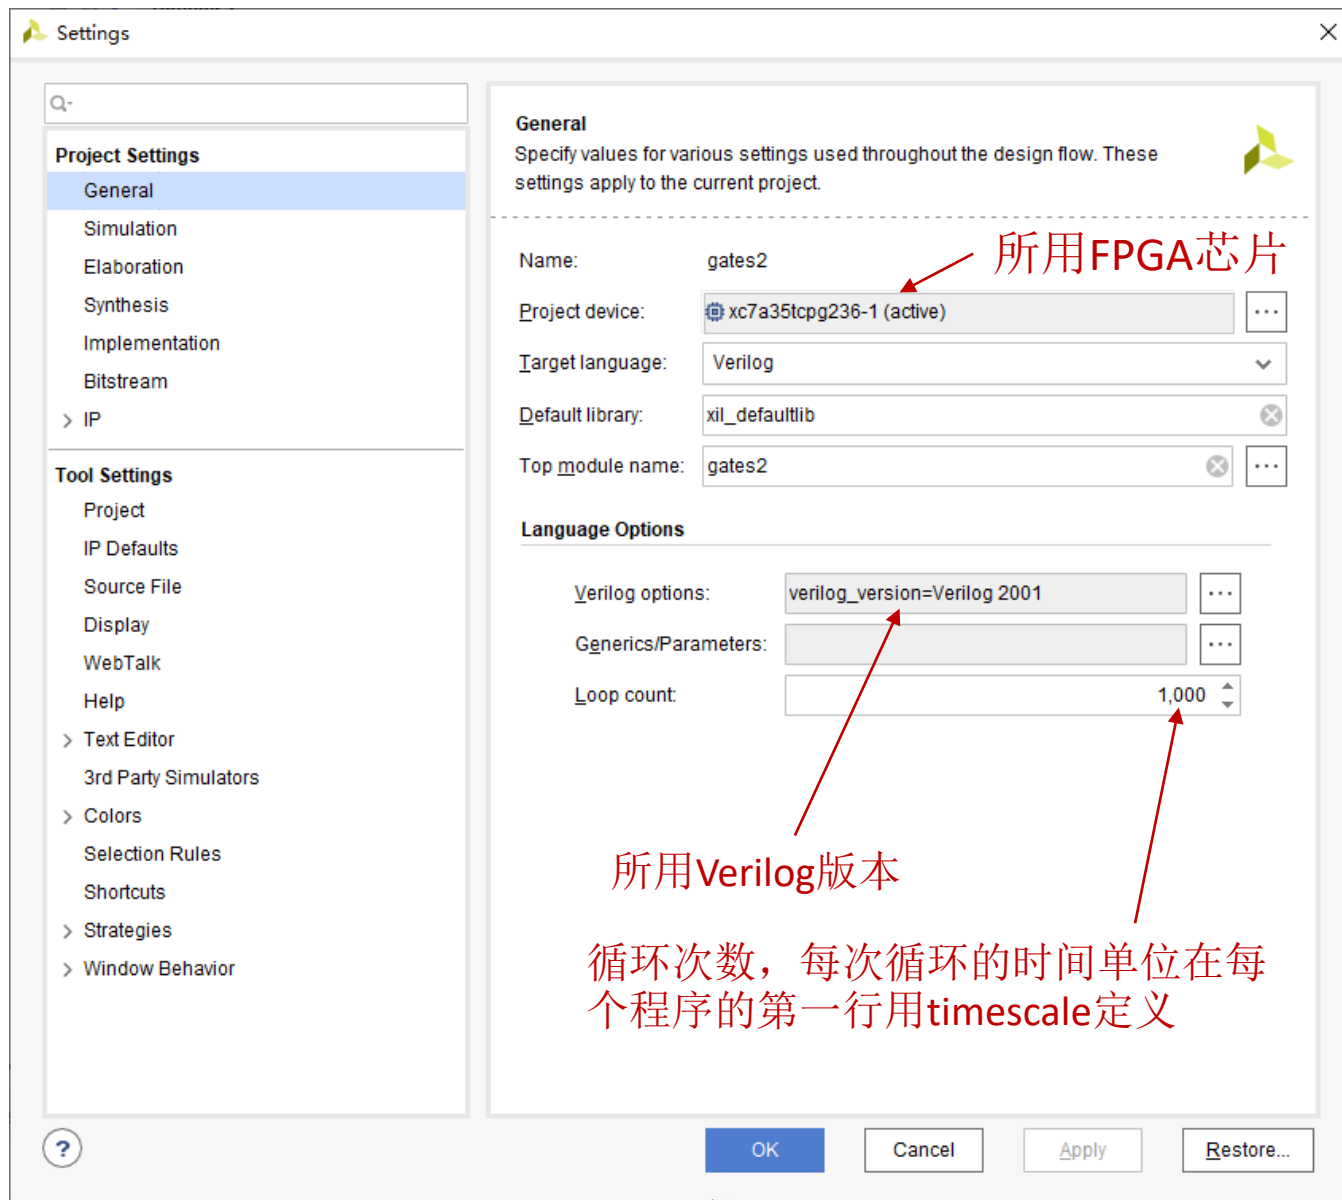 Settings
Project Settings
General
Simulation
Elaboration
Synthesis
Implementation
Bitstream
IP
Tool Settings
Project
IP Defaults
Source File
Display
WebTalk
Help
Text Editor
3rd Party Simulators
Colors
Selection Rules
Shortcuts
Strategies
Window Behavior
General
Specify values for various settings used throughout the design flow. These
settings apply to the current project.
所用FPGA芯片
Name: gates2
Project device: xc7a35tcpg236-1 (active)
Target language: Verilog
Default library: xil_defaultlib
Top module name: gates2
Language Options
Verilog options: verilog_version=Verilog 2001
Generics/Parameters:
Loop count: 1,000
所用Verilog版本
循环次数，每次循环的时间单位在每
个程序的第一行用timescale定义
? OK Cancel Apply Restore...